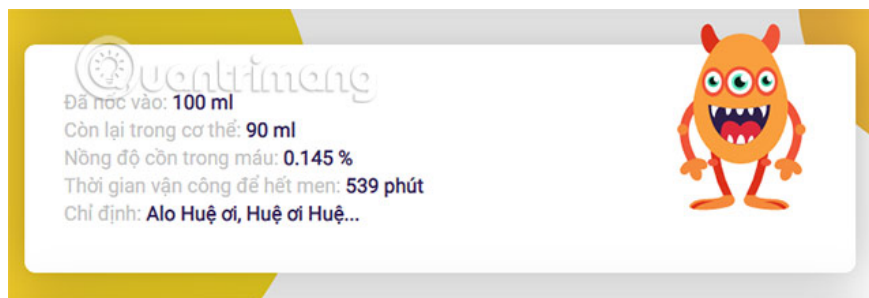 Quantrimang
Đã nốc vào: 100 ml
Còn lại trong cơ thể: 90 ml
Nồng độ cồn trong máu: 0.145 %
Thời gian vận công để hết men: 539 phút
Chỉ định: Alo Huệ ơi, Huệ ơi Huệ...